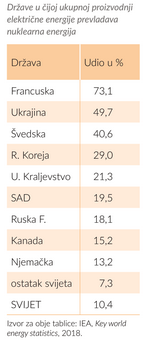 Države u čijoj ukupnoj proizvodnji
električne energije prevladava
nuklearna energija
Država Udio u %
Francuska 73,1
Ukrajina 49,7
Švedska 40,6
R. Koreja 29,0
U. Kraljevstvo 21,3
SAD 19,5
Ruska F. 18,1
Kanada 15,2
Njemačka 13,2
ostatak svijeta 7,3
SVIJET 10,4
Izvor za obje tablice: IEA, Key world
energy statistics, 2018.